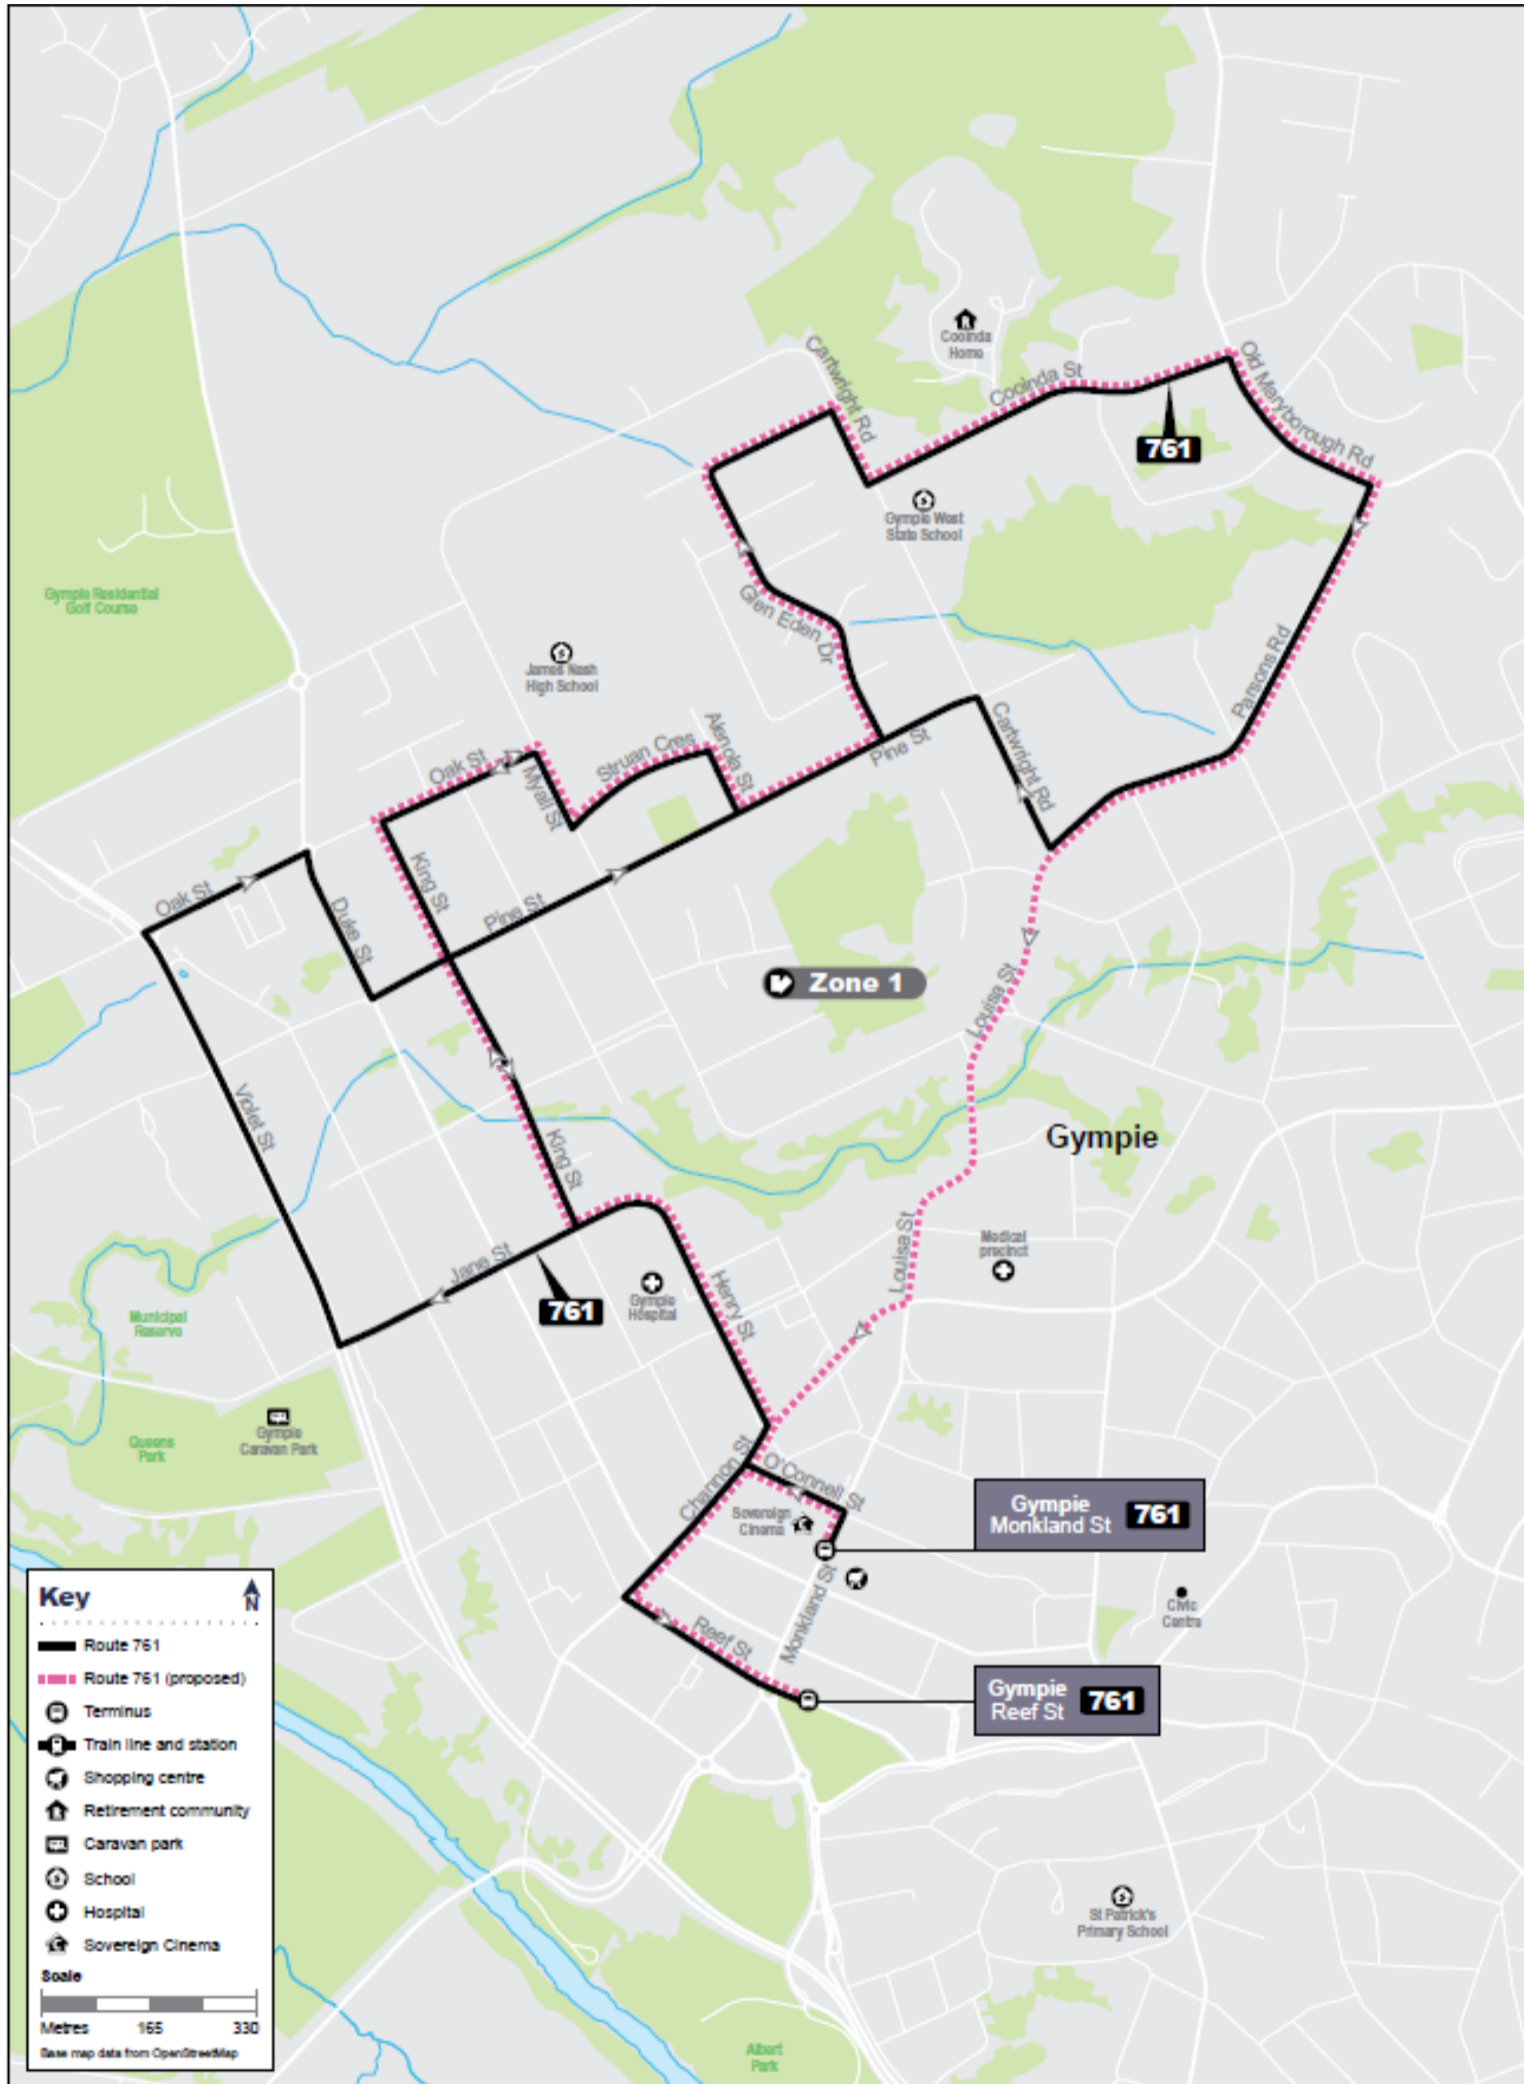 Cooinda
Home
Cartwright Rd
Cooinda St
Old Maryborough Rd
761
Gympie West
State School
Gympie Residential
Golf Course
Glen Eden Dr
James Nash
High School
Parsons Rd
Alenola St
Struan Cres
Oak St
Myall St
Pine St
Cartwright Rd
King St
Oak St
Duke St
Pine St
Zone 1
Louisa St
Violet St
King St
Gympie
Louisa St
Medical
precinct
Jane St
761
Gympie
Hospital
Henry St
Municipal
Reserve
Gympie
Caravan Park
Queens
Park
Channon St
O'Connell St
Sovereign
Cinema
Gympie
Monkland St
761
Monkland St
Civic
Centre
Reef St
Gympie
Reef St
761
Key
N
Route 761
Route 761 (proposed)
Terminus
Train line and station
Shopping centre
Retirement community
Caravan park
School
Hospital
Sovereign Cinema
Scale
Metres 165 330
Base map data from OpenStreetMap
St Patrick's
Primary School
Albert
Park